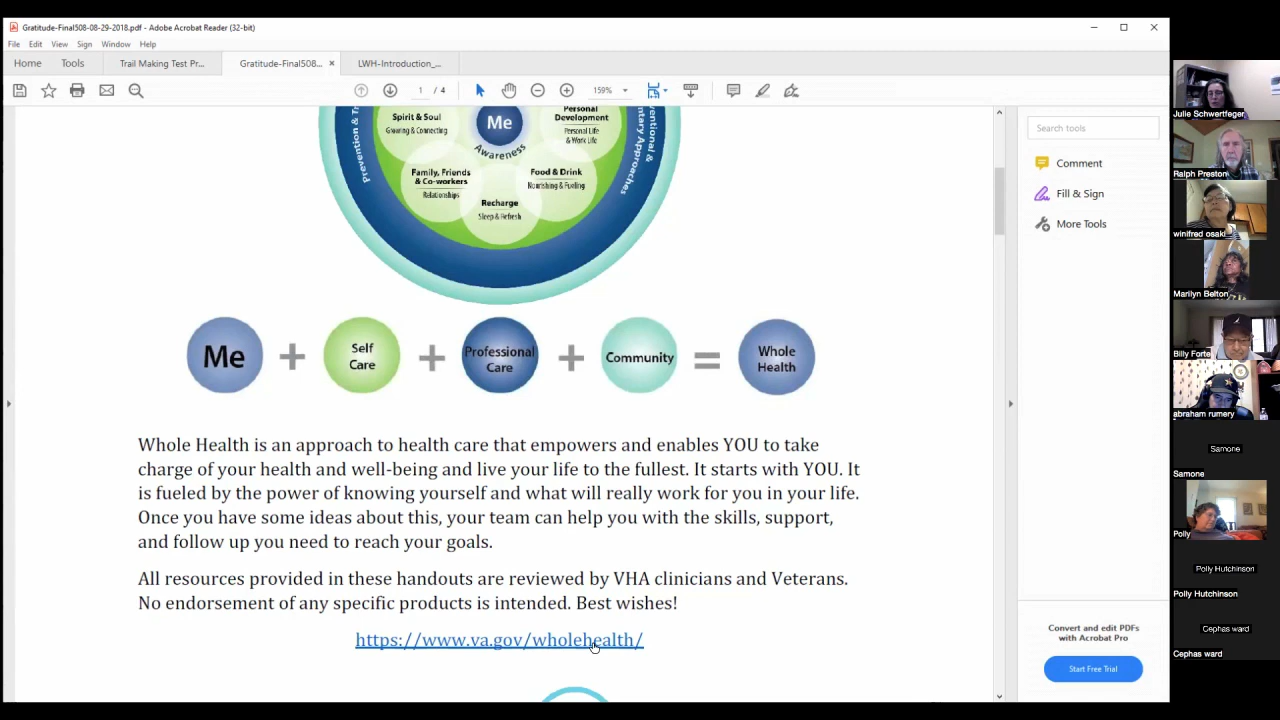 Gratitude-Final508-08-29-2018.pdf - Adobe Acrobat Reader (32-bit)
File Edit View Sign Window Help
Home Tools Trail Making Test Pr... Gratitude-Final508... × LWH-Introduction_...
1 / 4 159%
Prevention & Tr
Spirit & Soul
Growing & Connecting
Me
Awareness
Personal
Development
Personal Life
& Work Life
Family, Friends
& Co-workers
Relationships
Food & Drink
Nourishing & Fueling
Recharge
Sleep & Refresh
Approaches
Me + Self Care + Professional Care + Community = Whole Health
Whole Health is an approach to health care that empowers and enables YOU to take
charge of your health and well-being and live your life to the fullest. It starts with YOU. It
is fueled by the power of knowing yourself and what will really work for you in your life.
Once you have some ideas about this, your team can help you with the skills, support,
and follow up you need to reach your goals.
All resources provided in these handouts are reviewed by VHA clinicians and Veterans.
No endorsement of any specific products is intended. Best wishes!
https://www.va.gov/wholehealth/
Search tools
Comment
Fill & Sign
More Tools
Convert and edit PDFs
with Acrobat Pro
Start Free Trial
Julie Schwertfeger
Ralph Preston
winifred osaki
Marilyn Belton
Billy Forte
abraham rumery
Samone
Samone
Polly
Polly Hutchinson
Polly Hutchinson
Cephas ward
Cephas ward